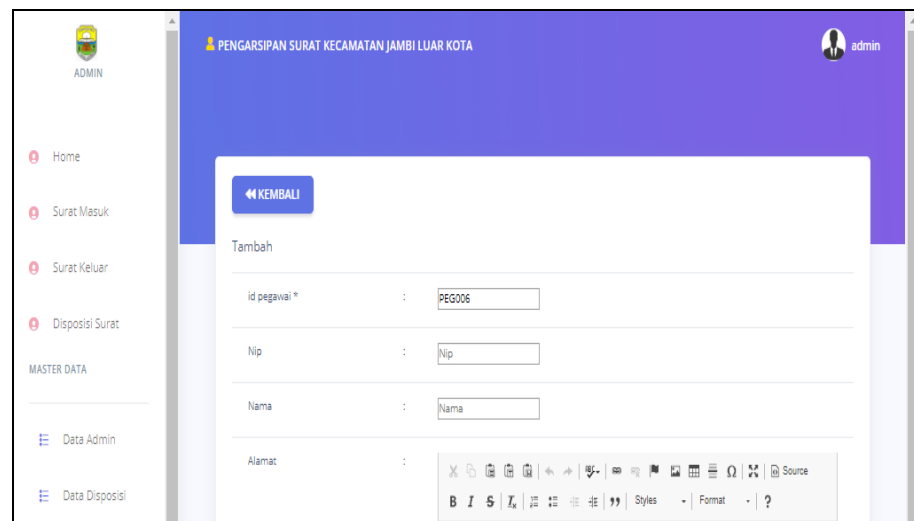 ADMIN
Home
Surat Masuk
Surat Keluar
Disposisi Surat
MASTER DATA
Data Admin
Data Disposisi
PENGARSIPAN SURAT KECAMATAN JAMBI LUAR KOTA
admin
KEMBALI
Tambah
id pegawai * : PEG006
Nip : Nip
Nama : Nama
Alamat :
Source
B I S Ix Styles Format ?